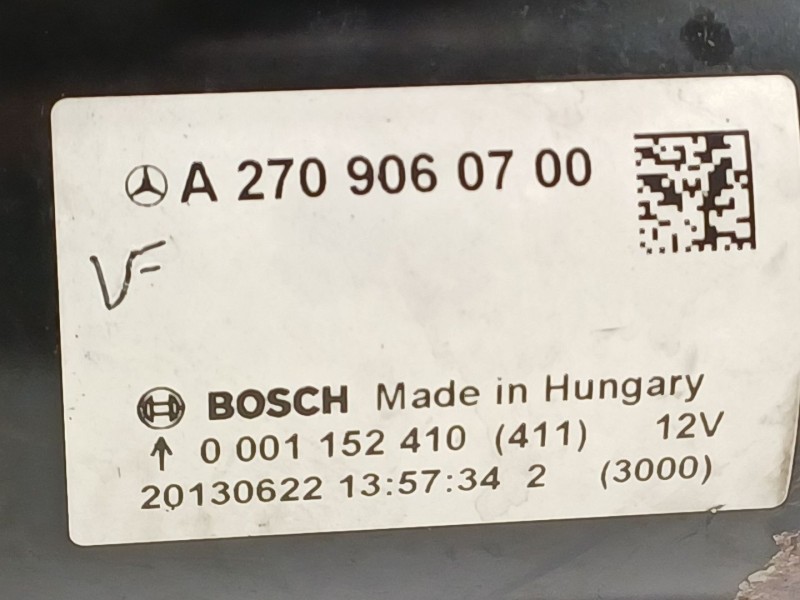 A 270 906 07 00
VF
BOSCH Made in Hungary
↑ 0 001 152 410 (411) 12V
20130622 13:57:34 2 (3000)